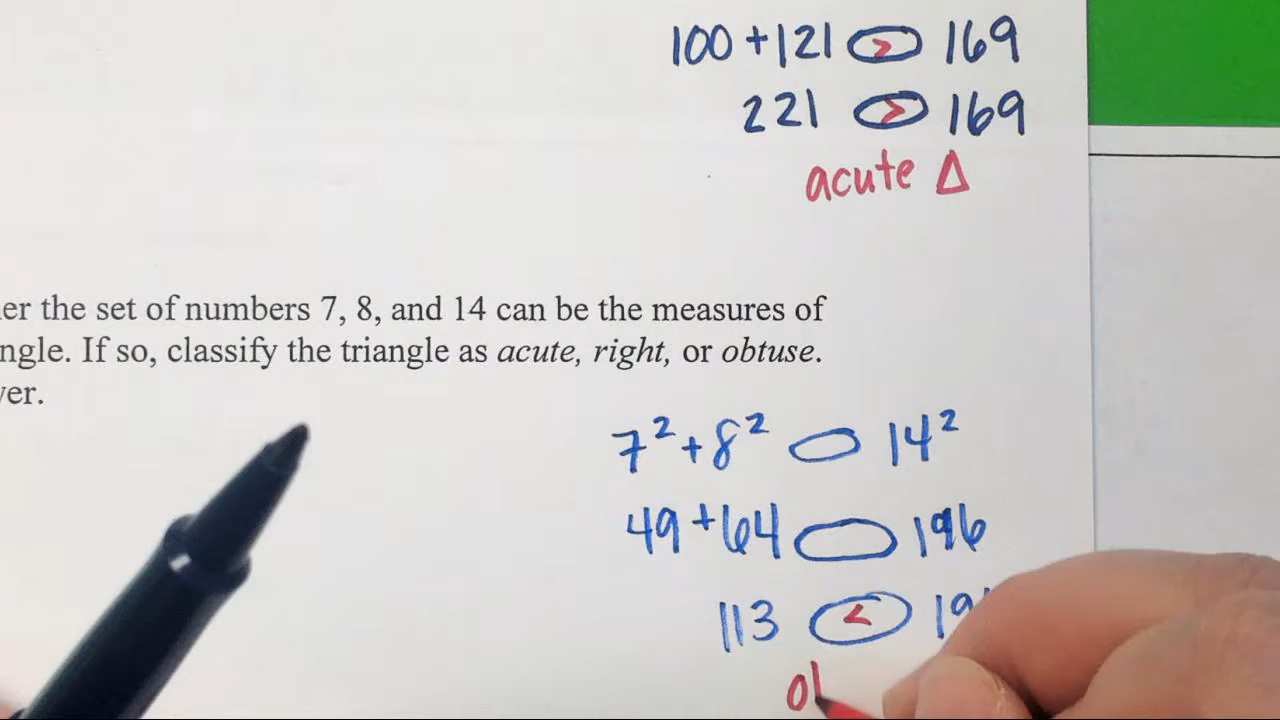 100 + 121 > 169
221 > 169
acute Δ
er the set of numbers 7, 8, and 14 can be the measures of
ngle. If so, classify the triangle as acute, right, or obtuse.
er.
7² + 8² 14²
49 + 64 196
113 < 19
ob